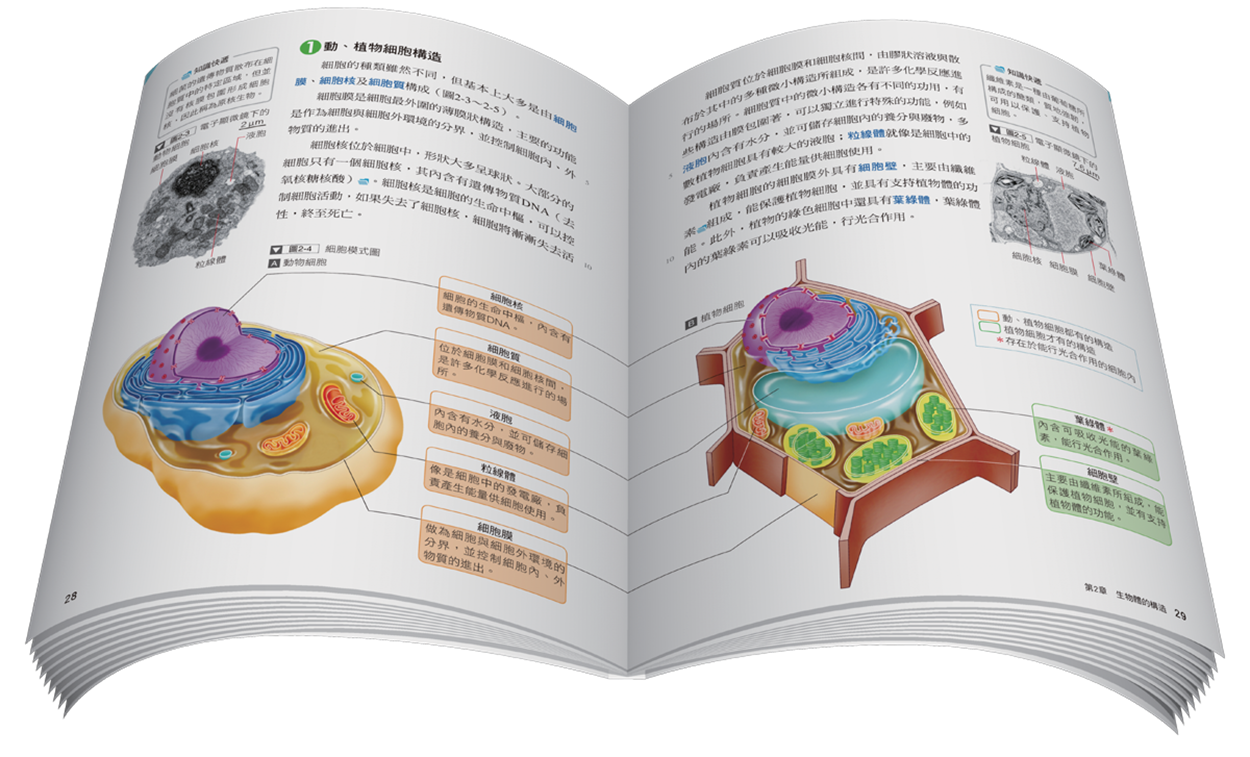 知識快遞
細菌的遺傳物質散布在細
胞質中的特定區域，但並
沒有核膜包圍形成細胞
核，因此稱為原核生物。
圖2-3 電子顯微鏡下的
動物細胞
2 μm
細胞膜
細胞核
液胞
粒線體
1 動、植物細胞構造
細胞的種類雖然不同，但基本上大多是由細胞
膜、細胞核及細胞質構成（圖2-3～2-5）。
細胞膜是細胞最外圍的薄膜狀構造，主要的功能
是作為細胞與細胞外環境的分界，並控制細胞內、外
物質的進出。
細胞核位於細胞中，形狀大多呈球狀。大部分的
細胞只有一個細胞核，其內含有遺傳物質DNA（去
氧核糖核酸）。細胞核是細胞的生命中樞，可以控
制細胞活動，如果失去了細胞核，細胞將漸漸失去活
性，終至死亡。
5
10
圖2-4 細胞模式圖
A 動物細胞
細胞核
細胞的生命中樞，內含有
遺傳物質DNA。
細胞質
位於細胞膜和細胞核間，
是許多化學反應進行的場
所。
液胞
內含有水分，並可儲存細
胞內的養分與廢物。
粒線體
像是細胞中的發電廠，負
責產生能量供細胞使用。
細胞膜
做為細胞與細胞外環境的
分界，並控制細胞內、外
物質的進出。
28
細胞質位於細胞膜和細胞核間，由膠狀溶液與散
布於其中的多種微小構造所組成，是許多化學反應進
行的場所。細胞質中的微小構造各有不同的功用，有
些構造由膜包圍著，可以獨立進行特殊的功能，例如
液胞內含有水分，並可儲存細胞內的養分與廢物，多
數植物細胞具有較大的液胞；粒線體就像是細胞中的
發電廠，負責產生能量供細胞使用。
植物細胞的細胞膜外具有細胞壁，主要由纖維
素組成，能保護植物細胞，並具有支持植物體的功
能。此外，植物的綠色細胞中還具有葉綠體，葉綠體
內的葉綠素可以吸收光能，行光合作用。
5
10
知識快遞
纖維素是一種由葡萄糖所
構成的醣類，質地強韌，
可用以保護、支持植物
細胞。
圖2-5 電子顯微鏡下的
植物細胞
粒線體
液胞
細胞核
細胞膜
細胞壁
葉綠體
B 植物細胞
動、植物細胞都有的構造
植物細胞才有的構造
*存在於能行光合作用的細胞內
葉綠體*
內含可吸收光能的葉綠
素，能行光合作用。
細胞壁
主要由纖維素所組成，能
保護植物細胞，並有支持
植物體的功能。
第2章 生物體的構造 29